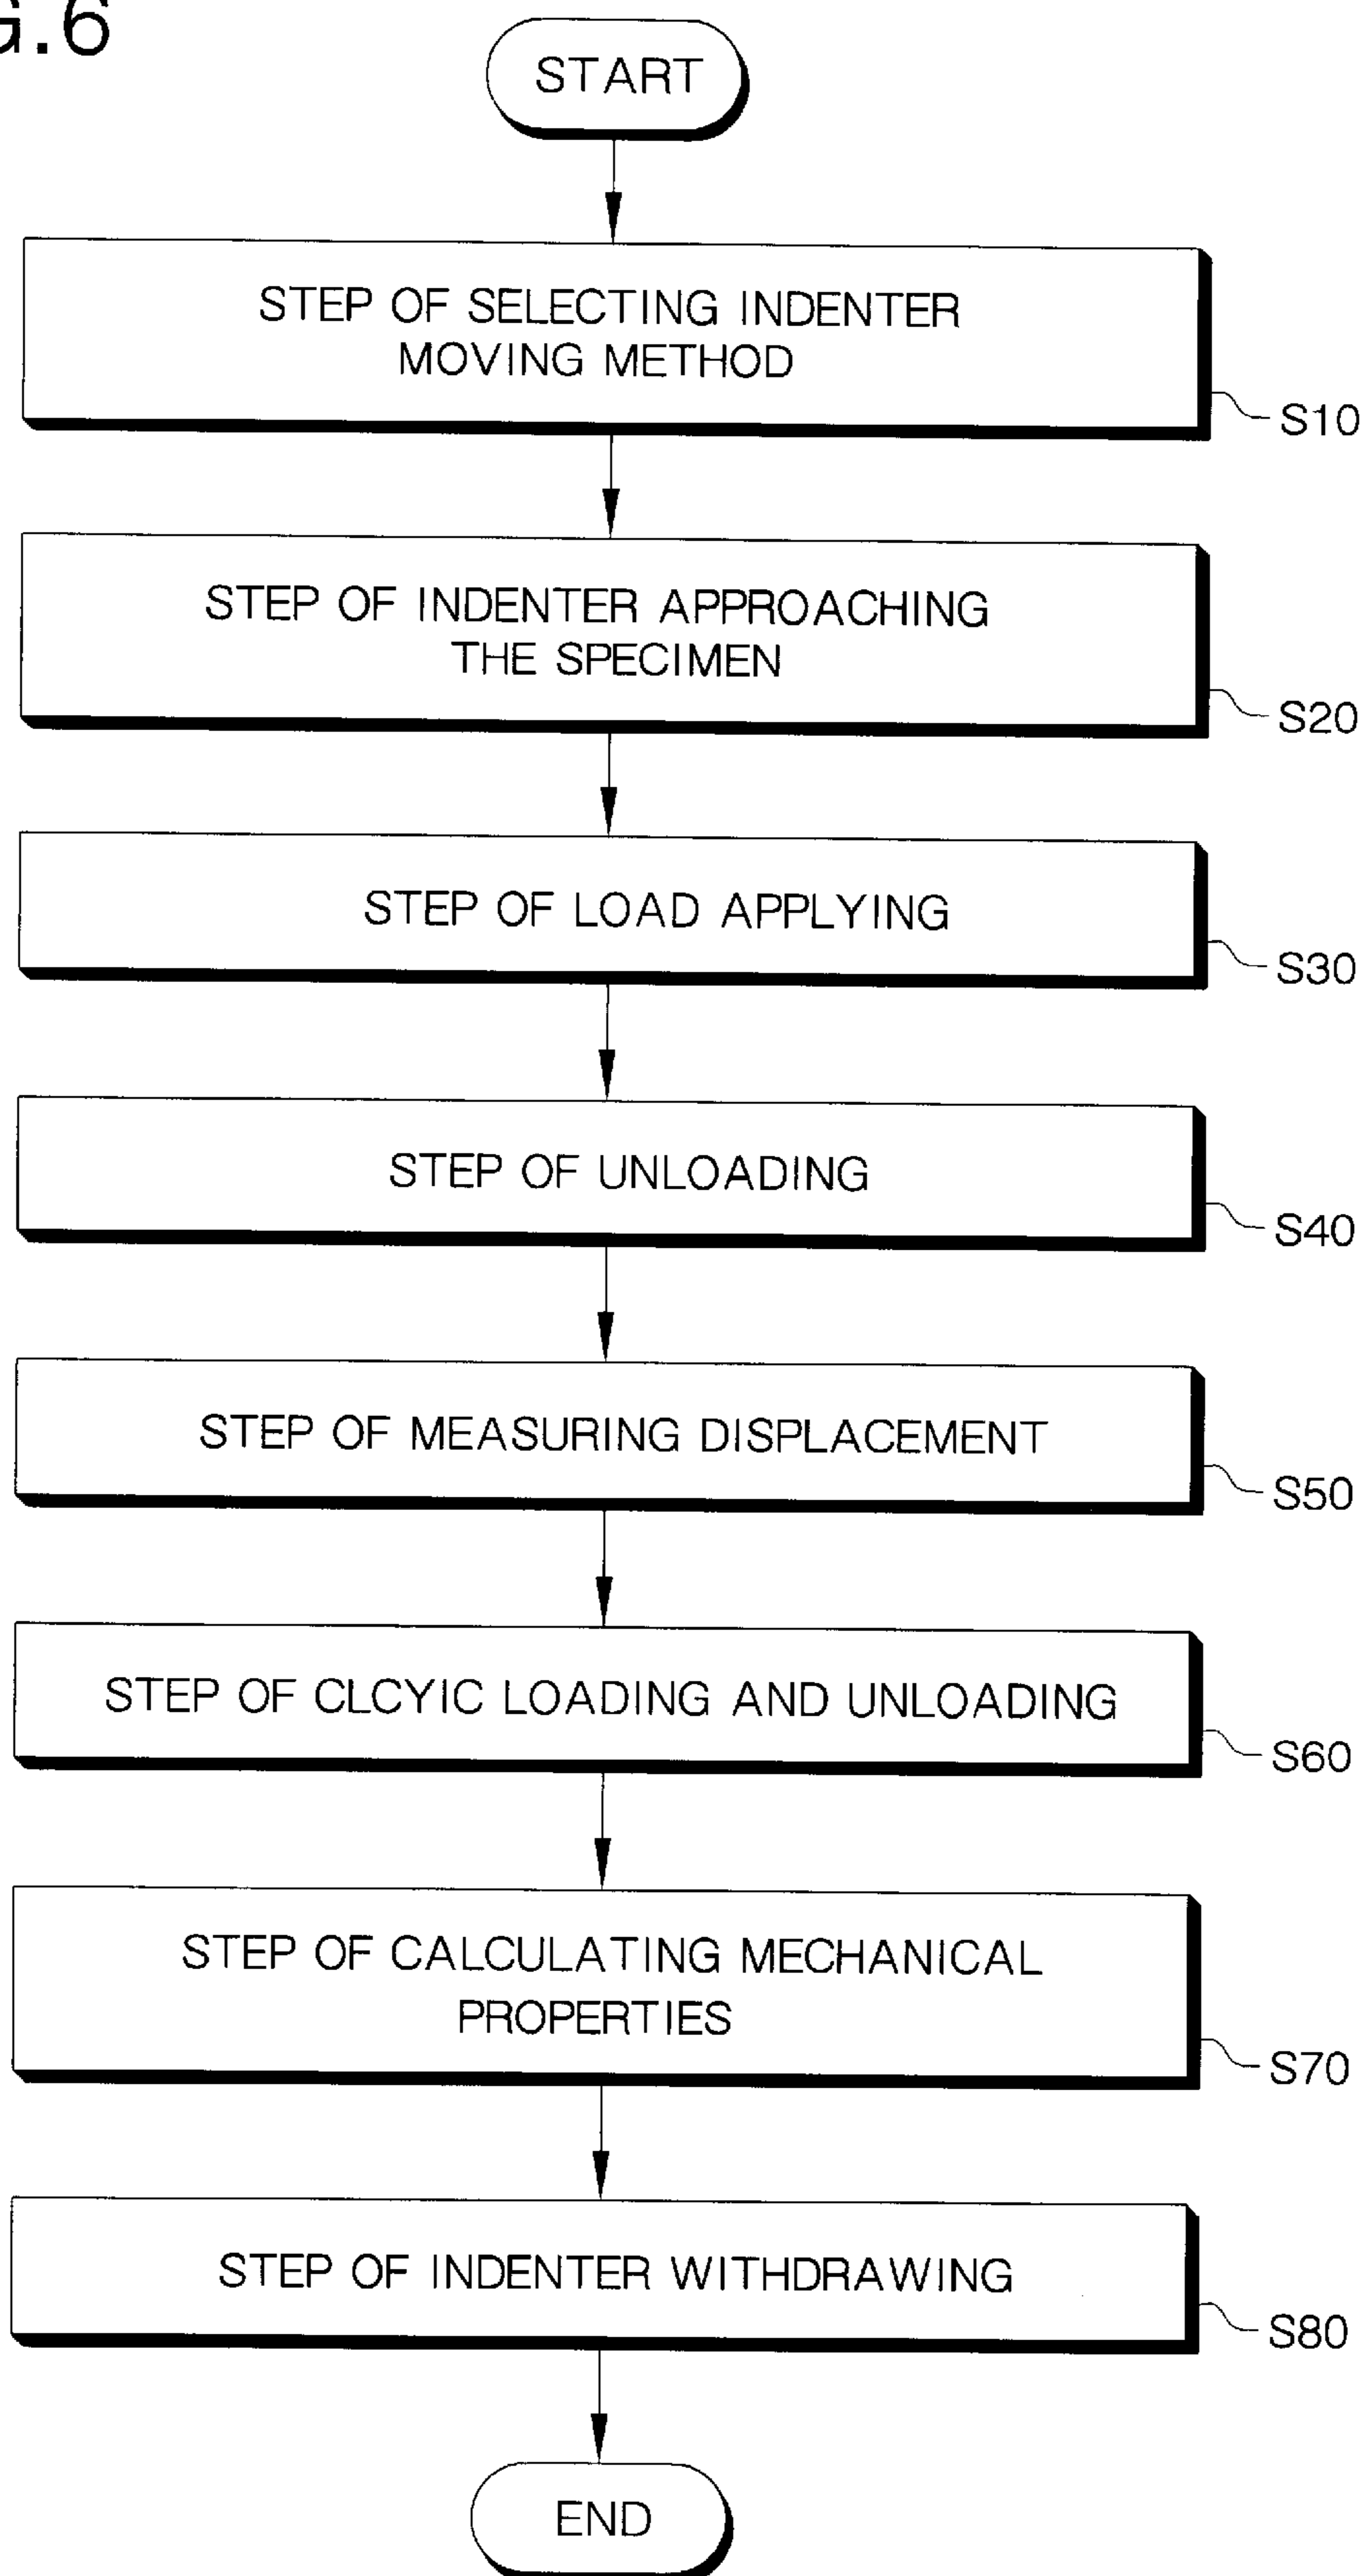 G.6
START
STEP OF SELECTING INDENTER
MOVING METHOD
S10
STEP OF INDENTER APPROACHING
THE SPECIMEN
S20
STEP OF LOAD APPLYING
S30
STEP OF UNLOADING
S40
STEP OF MEASURING DISPLACEMENT
S50
STEP OF CLCYIC LOADING AND UNLOADING
S60
STEP OF CALCULATING MECHANICAL
PROPERTIES
S70
STEP OF INDENTER WITHDRAWING
S80
END